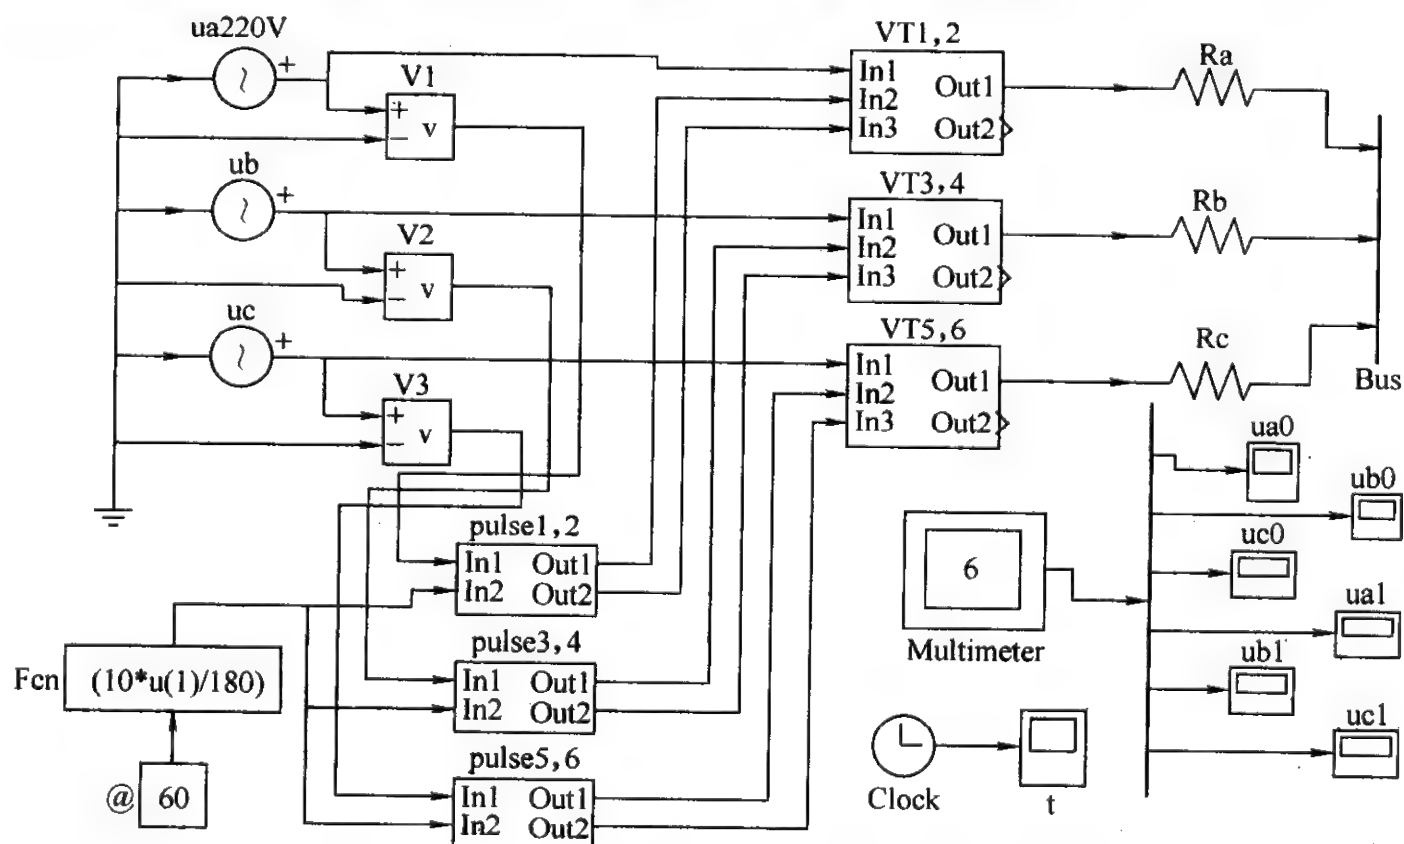 ua220V
+
V1
+
v
−
ub
+
V2
+
v
−
uc
+
V3
+
v
−
VT1,2
In1
In2
In3
Out1
Out2
VT3,4
In1
In2
In3
Out1
Out2
VT5,6
In1
In2
In3
Out1
Out2
Ra
Rb
Rc
Bus
pulse1,2
In1 Out1
In2 Out2
pulse3,4
In1 Out1
In2 Out2
pulse5,6
In1 Out1
In2 Out2
Fcn (10*u(1)/180)
@ 60
6
Multimeter
Clock
t
ua0
ub0
uc0
ua1
ub1
uc1